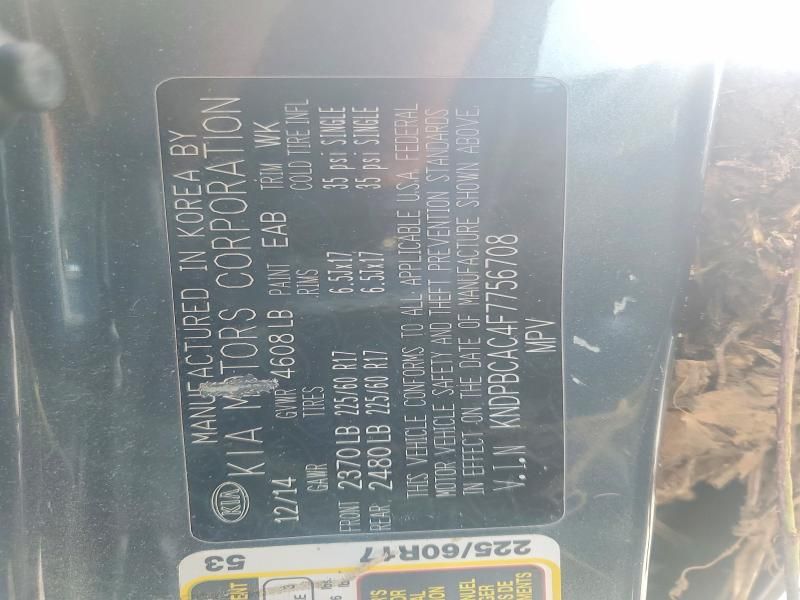 MANUFACTURED IN KOREA BY
KIA MOTORS CORPORATION
KIA
12/14 GVWR 4608 LB PAINT EAB TRIM WK
GAWR TIRES RIMS COLD TIRE INFL
FRONT 2370 LB 225/60 R17 6.5Jx17 35 psi SINGLE
REAR 2480 LB 225/60 R17 6.5Jx17 35 psi SINGLE
THIS VEHICLE CONFORMS TO ALL APPLICABLE U.S.A. FEDERAL
MOTOR VEHICLE SAFETY AND THEFT PREVENTION STANDARDS
IN EFFECT ON THE DATE OF MANUFACTURE SHOWN ABOVE.
V.I.N KNDPBCAC4F7756708
MPV
53
225/60R17